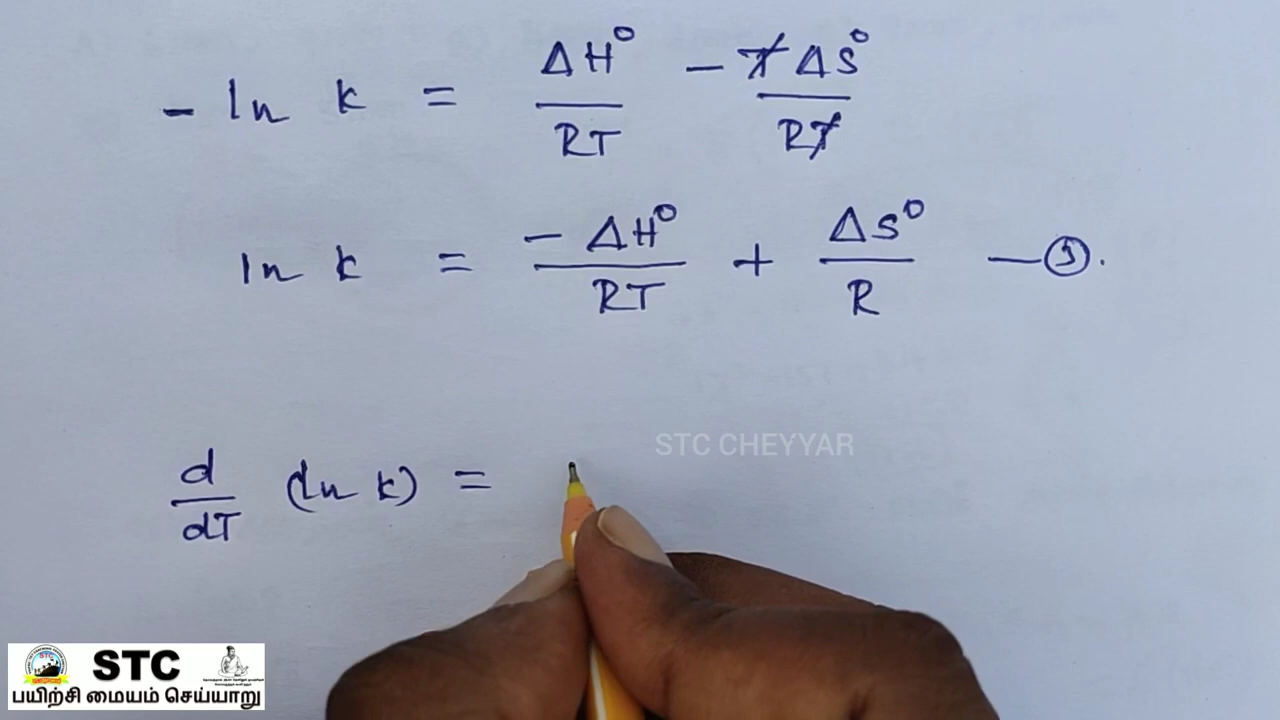 - ln k = ΔH° / RT - TΔS° / RT
ln k = -ΔH° / RT + ΔS° / R —⑤.
STC CHEYYAR
d / dT (ln k) =
STC
பயிற்சி மையம் செய்யாறு